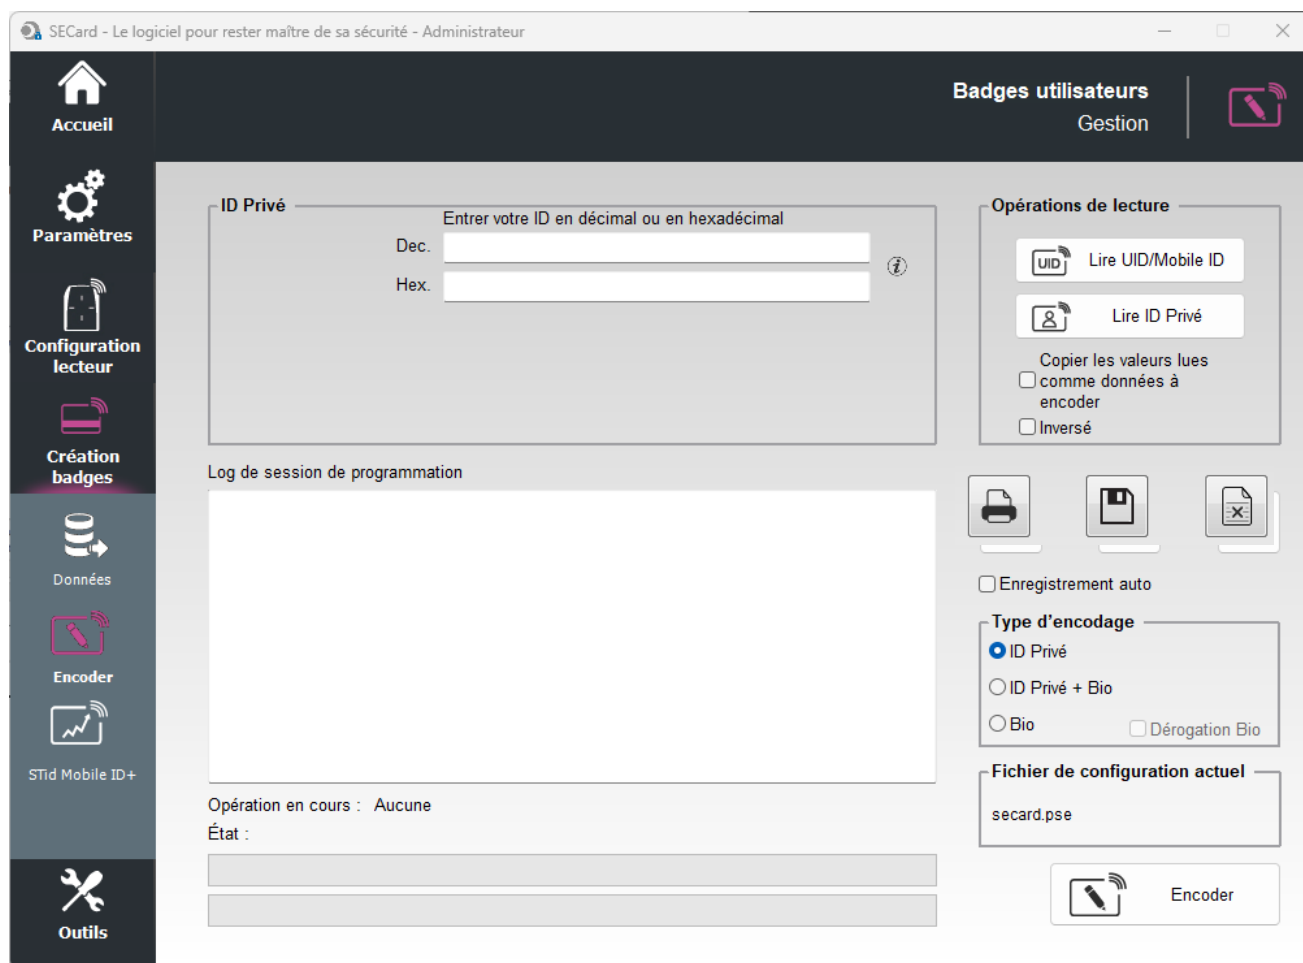 SECard - Le logiciel pour rester maître de sa sécurité - Administrateur
Accueil
Badges utilisateurs
Gestion
Paramètres
Configuration
lecteur
Création
badges
Données
Encoder
STid Mobile ID+
Outils
ID Privé
Entrer votre ID en décimal ou en hexadécimal
Dec.
Hex.
Log de session de programmation
Opération en cours : Aucune
État :
Opérations de lecture
UID Lire UID/Mobile ID
Lire ID Privé
Copier les valeurs lues
comme données à
encoder
Inversé
Enregistrement auto
Type d'encodage
ID Privé
ID Privé + Bio
Bio
Dérogation Bio
Fichier de configuration actuel
secard.pse
Encoder